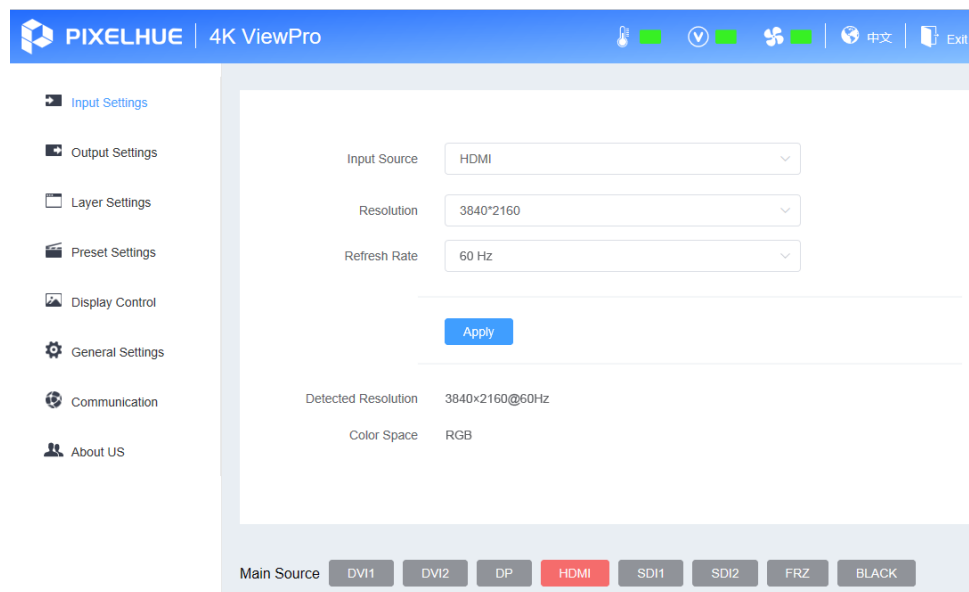 PIXELHUE 4K ViewPro V 中文 Exit
Input Settings
Output Settings
Layer Settings
Preset Settings
Display Control
General Settings
Communication
About US
Input Source HDMI
Resolution 3840*2160
Refresh Rate 60 Hz
Apply
Detected Resolution 3840×2160@60Hz
Color Space RGB
Main Source DVI1 DVI2 DP HDMI SDI1 SDI2 FRZ BLACK